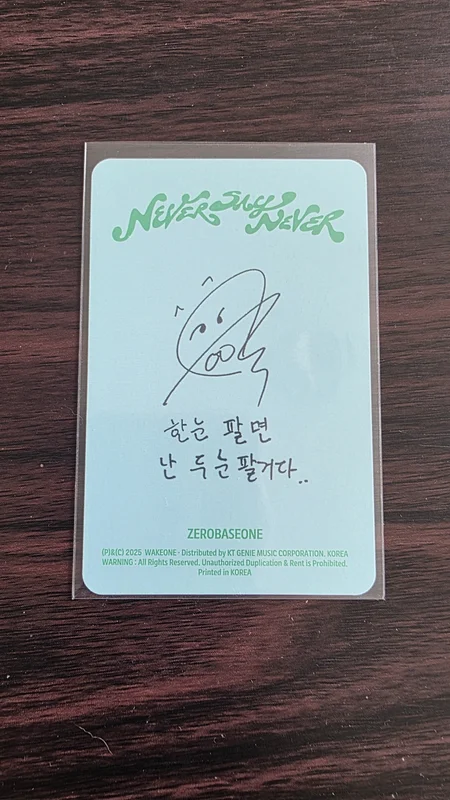 NEVER SAY NEVER
한눈 팔면
난 두눈 팔거다..
ZEROBASEONE
(P)&(C) 2025 WAKEONE · Distributed by KT GENIE MUSIC CORPORATION. KOREA
WARNING : All Rights Reserved. Unauthorized Duplication & Rent is Prohibited.
Printed in KOREA